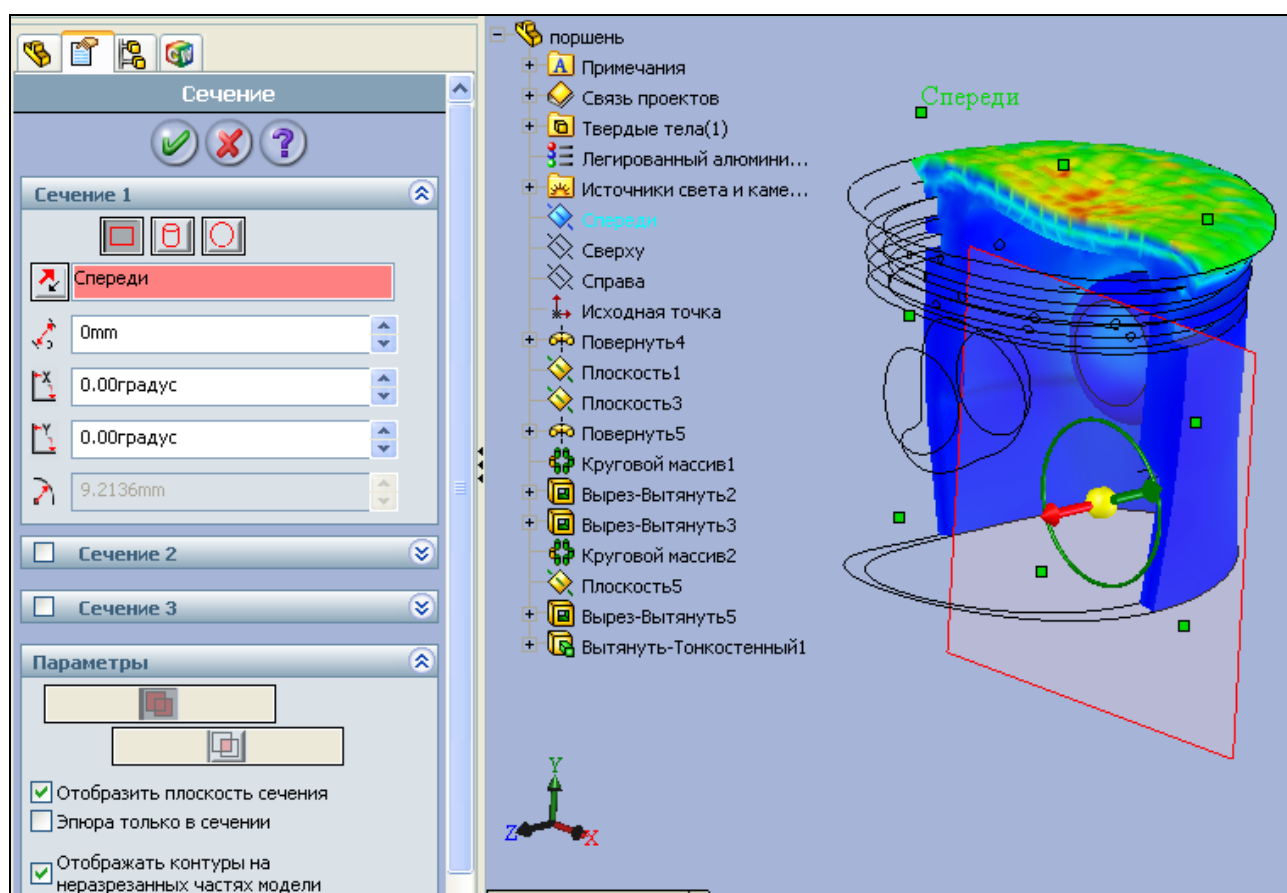 Сечение
Сечение 1
Спереди
0mm
0.00градус
0.00градус
9.2136mm
Сечение 2
Сечение 3
Параметры
Отобразить плоскость сечения
Эпюра только в сечении
Отображать контуры на
неразрезанных частях модели
поршень
Примечания
Связь проектов
Твердые тела(1)
Легированный алюмини...
Источники света и каме...
Спереди
Сверху
Справа
Исходная точка
Повернуть4
Плоскость1
Плоскость3
Повернуть5
Круговой массив1
Вырез-Вытянуть2
Вырез-Вытянуть3
Круговой массив2
Плоскость5
Вырез-Вытянуть5
Вытянуть-Тонкостенный1
Спереди
Y
Z
X